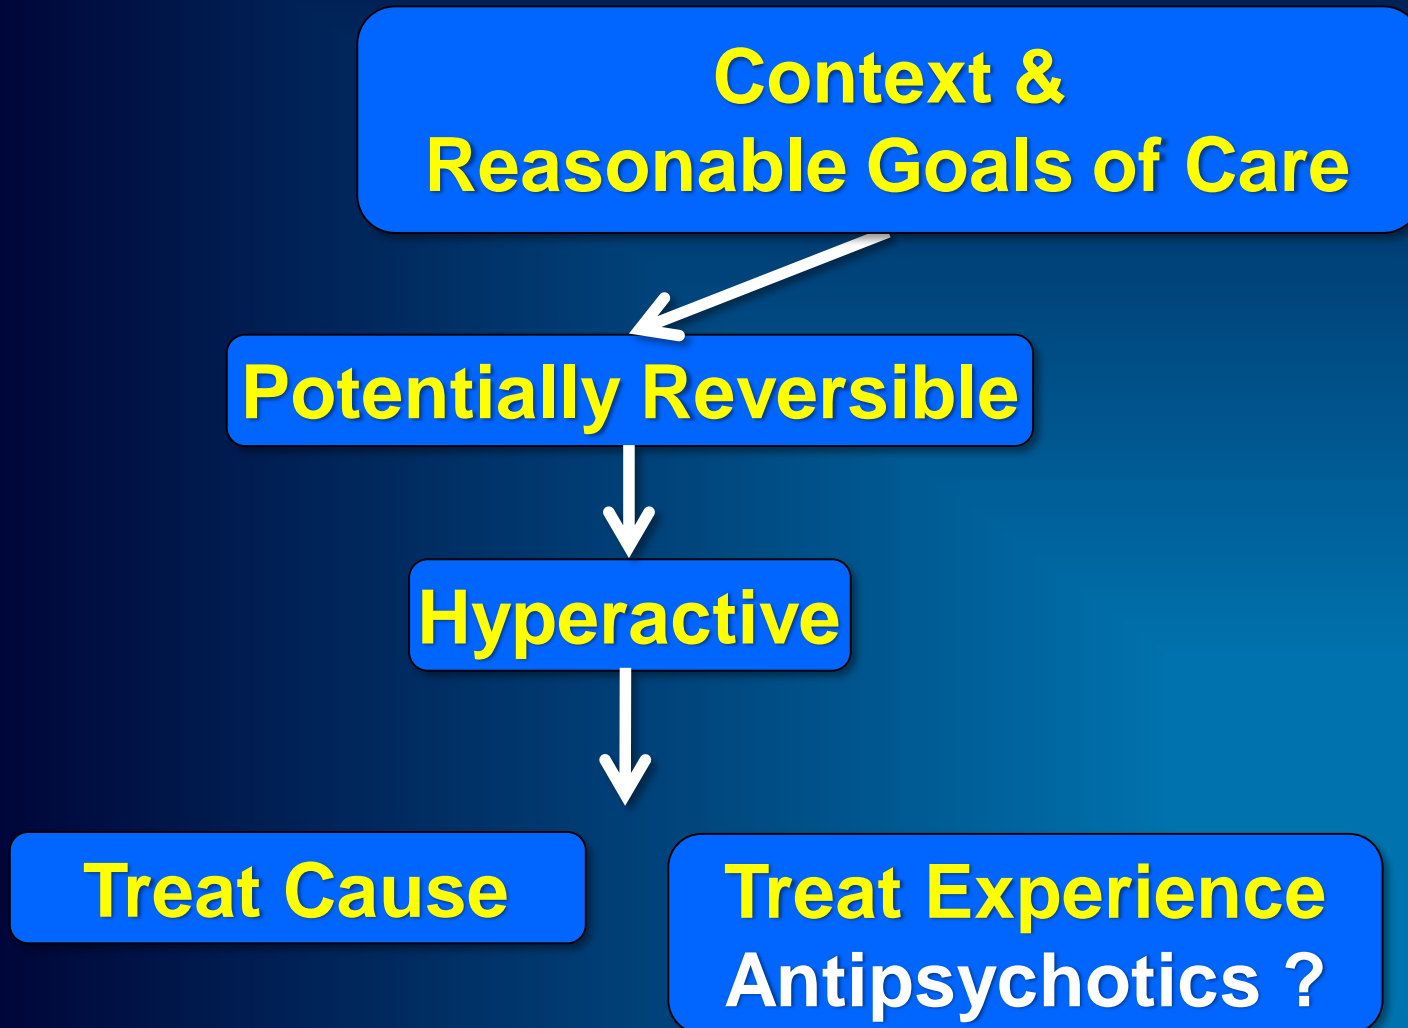 Context &
Reasonable Goals of Care
Potentially Reversible
Hyperactive
Treat Cause
Treat Experience
Antipsychotics ?